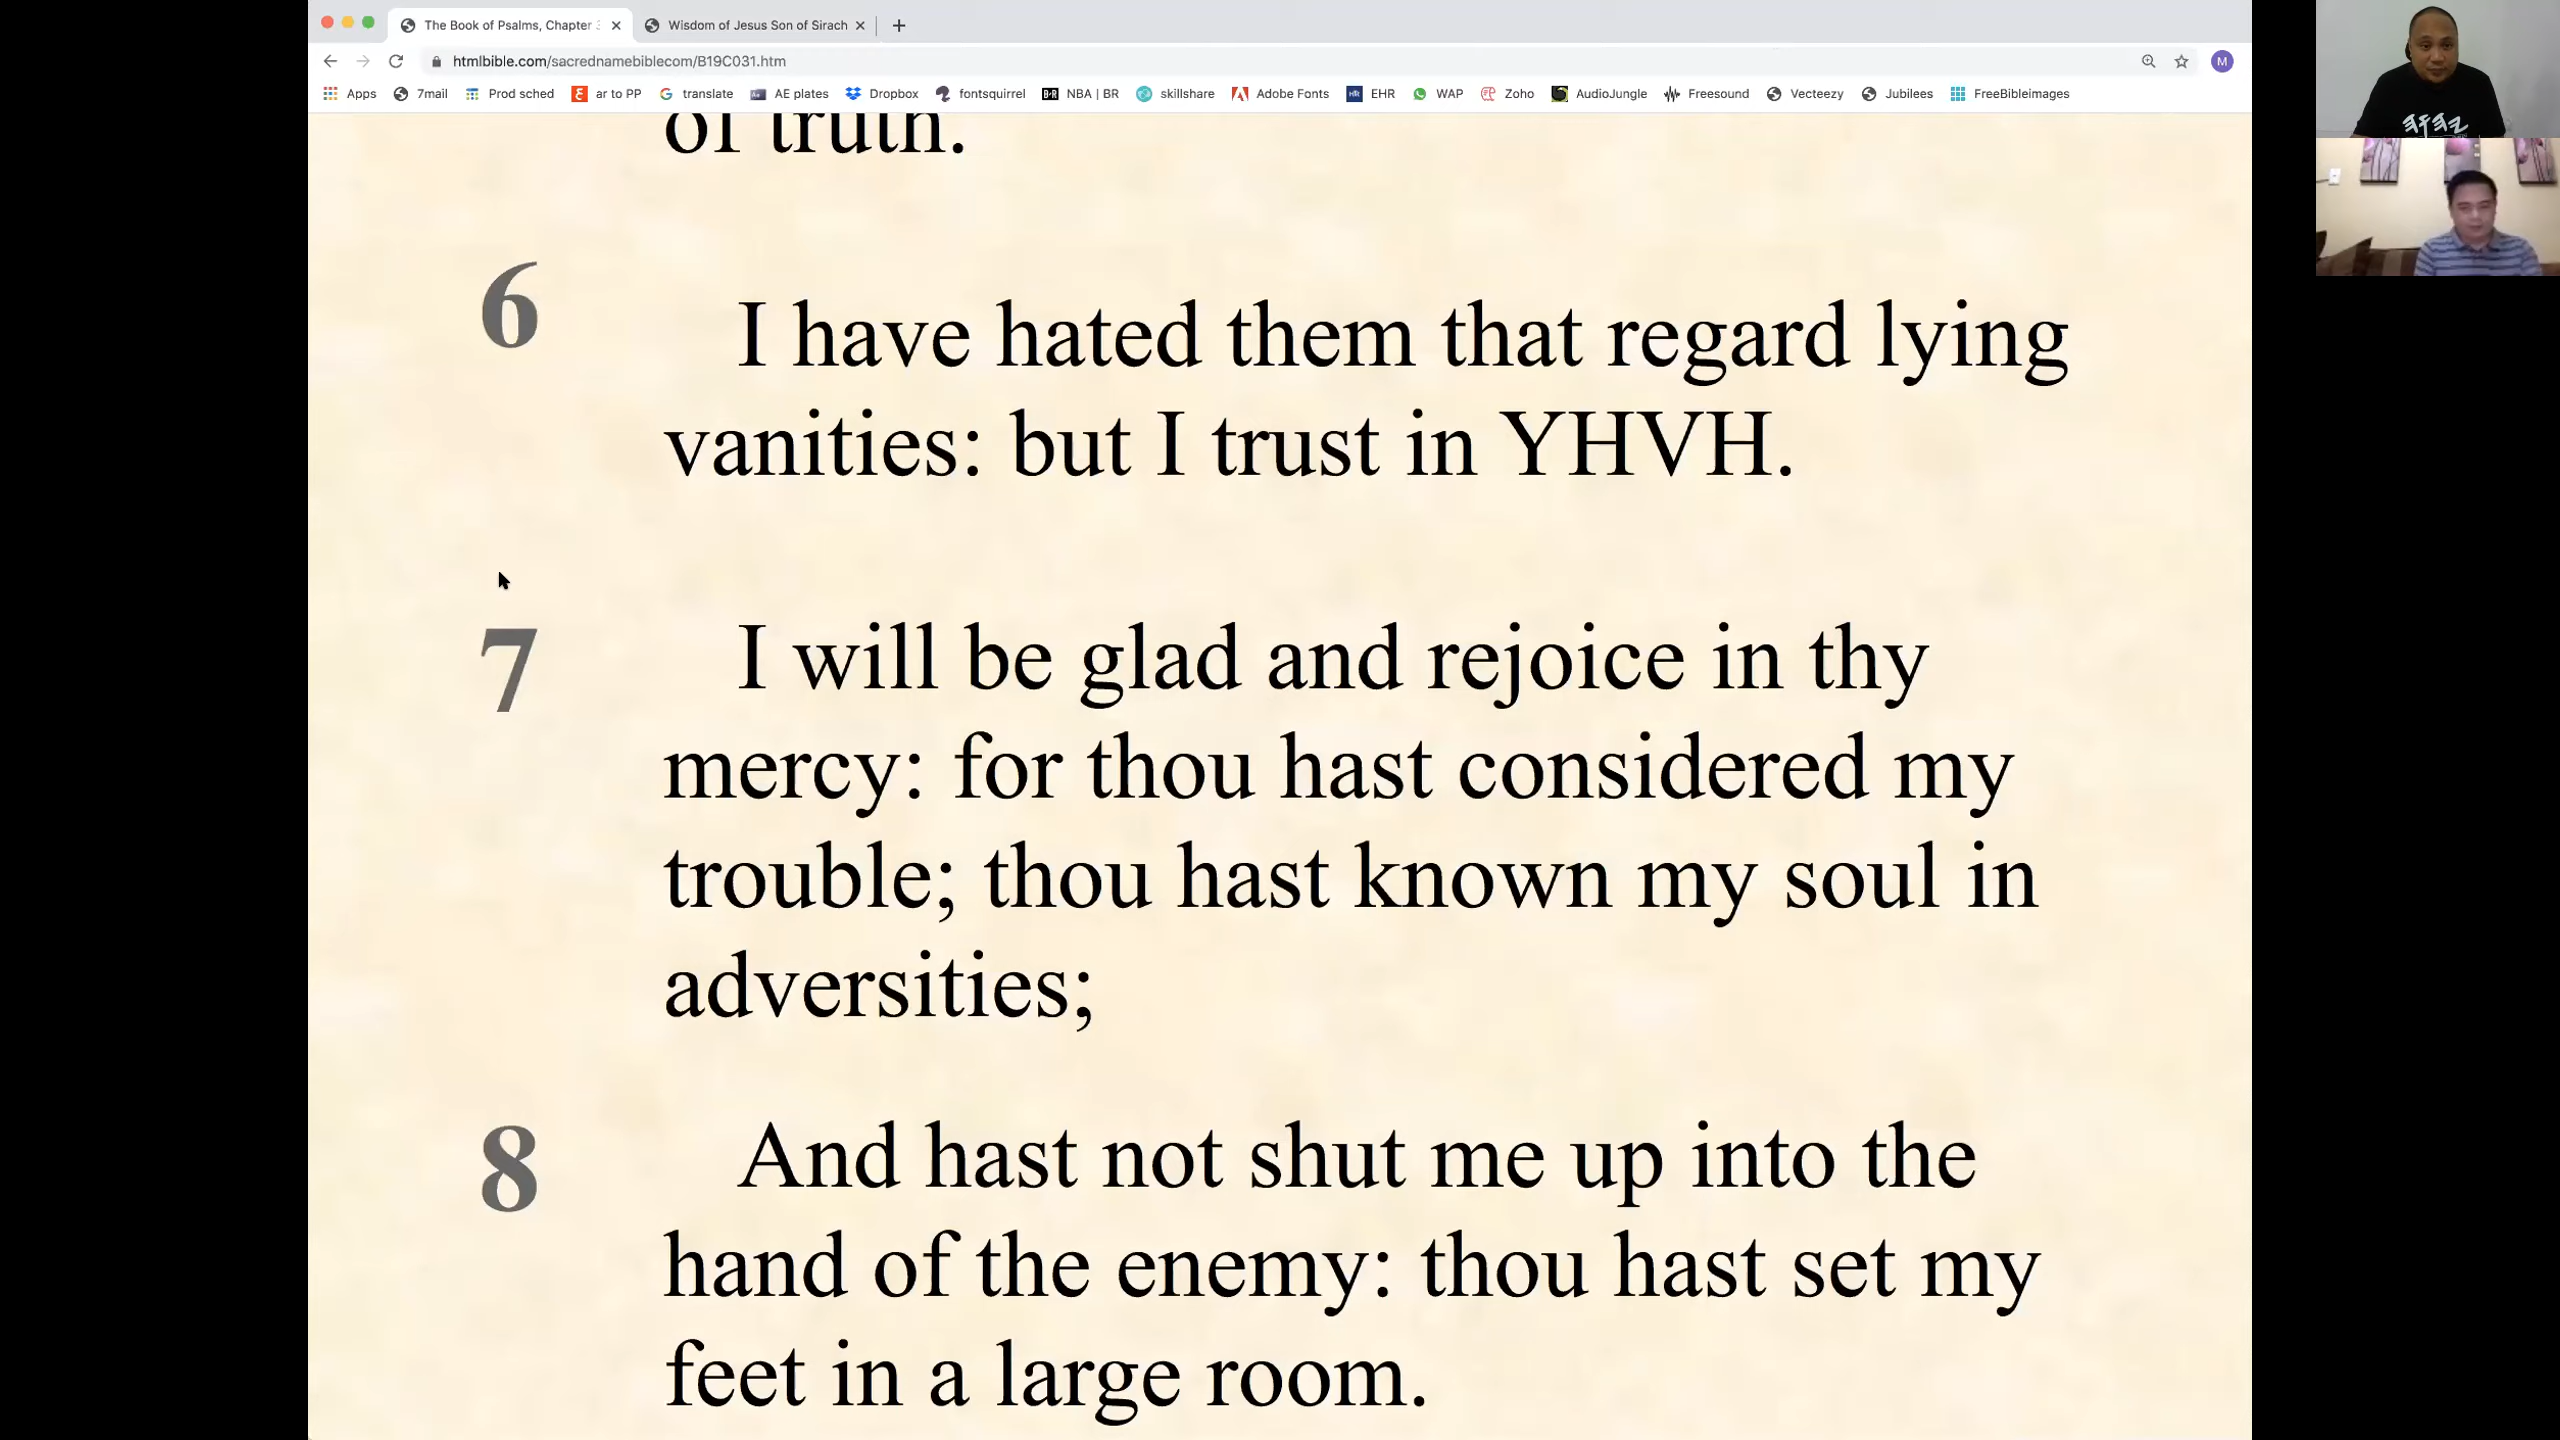 The Book of Psalms, Chapter 3
Wisdom of Jesus Son of Sirach
htmlbible.com/sacrednamebiblecom/B19C031.htm
M
Apps 7mail Prod sched ar to PP translate AE plates Dropbox fontsquirrel B|R NBA | BR skillshare Adobe Fonts EHR WAP Zoho AudioJungle Freesound Vecteezy Jubilees FreeBibleimages
of truth.
6 I have hated them that regard lying
vanities: but I trust in YHVH.
7 I will be glad and rejoice in thy
mercy: for thou hast considered my
trouble; thou hast known my soul in
adversities;
8 And hast not shut me up into the
hand of the enemy: thou hast set my
feet in a large room.